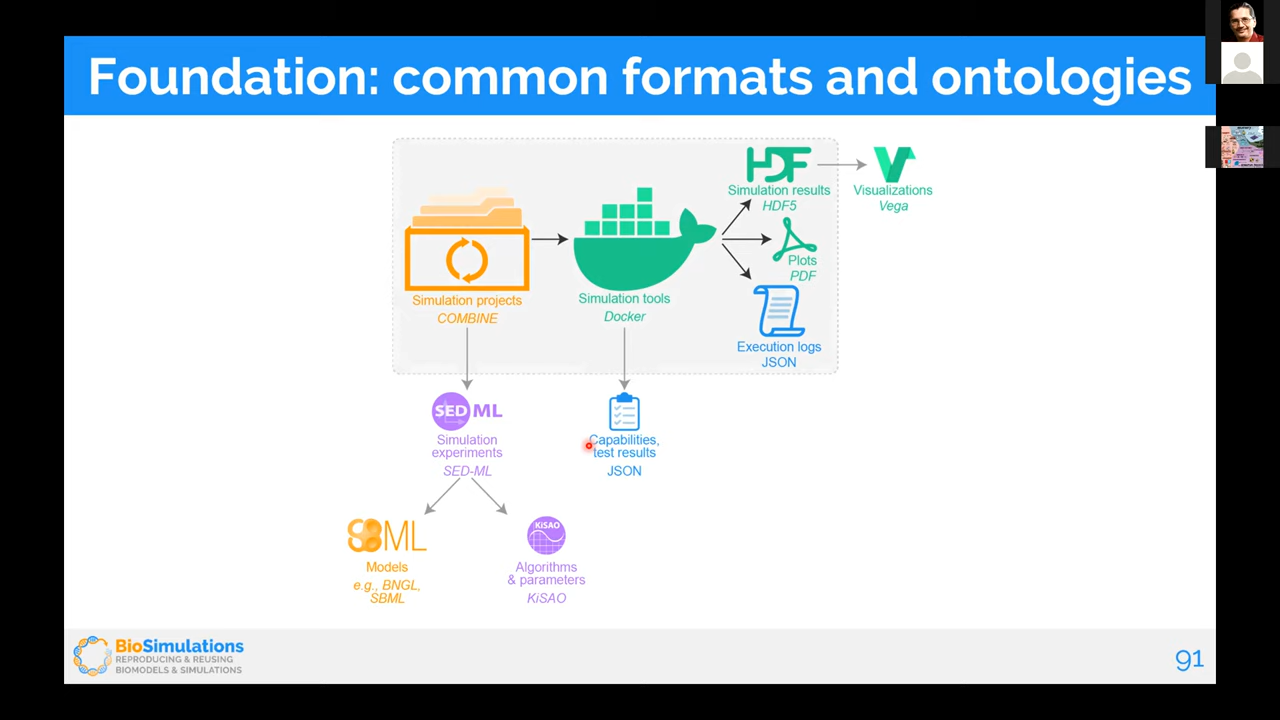 Foundation: common formats and ontologies
HDF
Simulation results
HDF5
Visualizations
Vega
Plots
PDF
Simulation projects
COMBINE
Simulation tools
Docker
Execution logs
JSON
SED ML
Simulation
experiments
SED-ML
Capabilities,
test results
JSON
SBML
Models
e.g., BNGL,
SBML
KiSAO
Algorithms
& parameters
KiSAO
BioSimulations
REPRODUCING & REUSING
BIOMODELS & SIMULATIONS
91